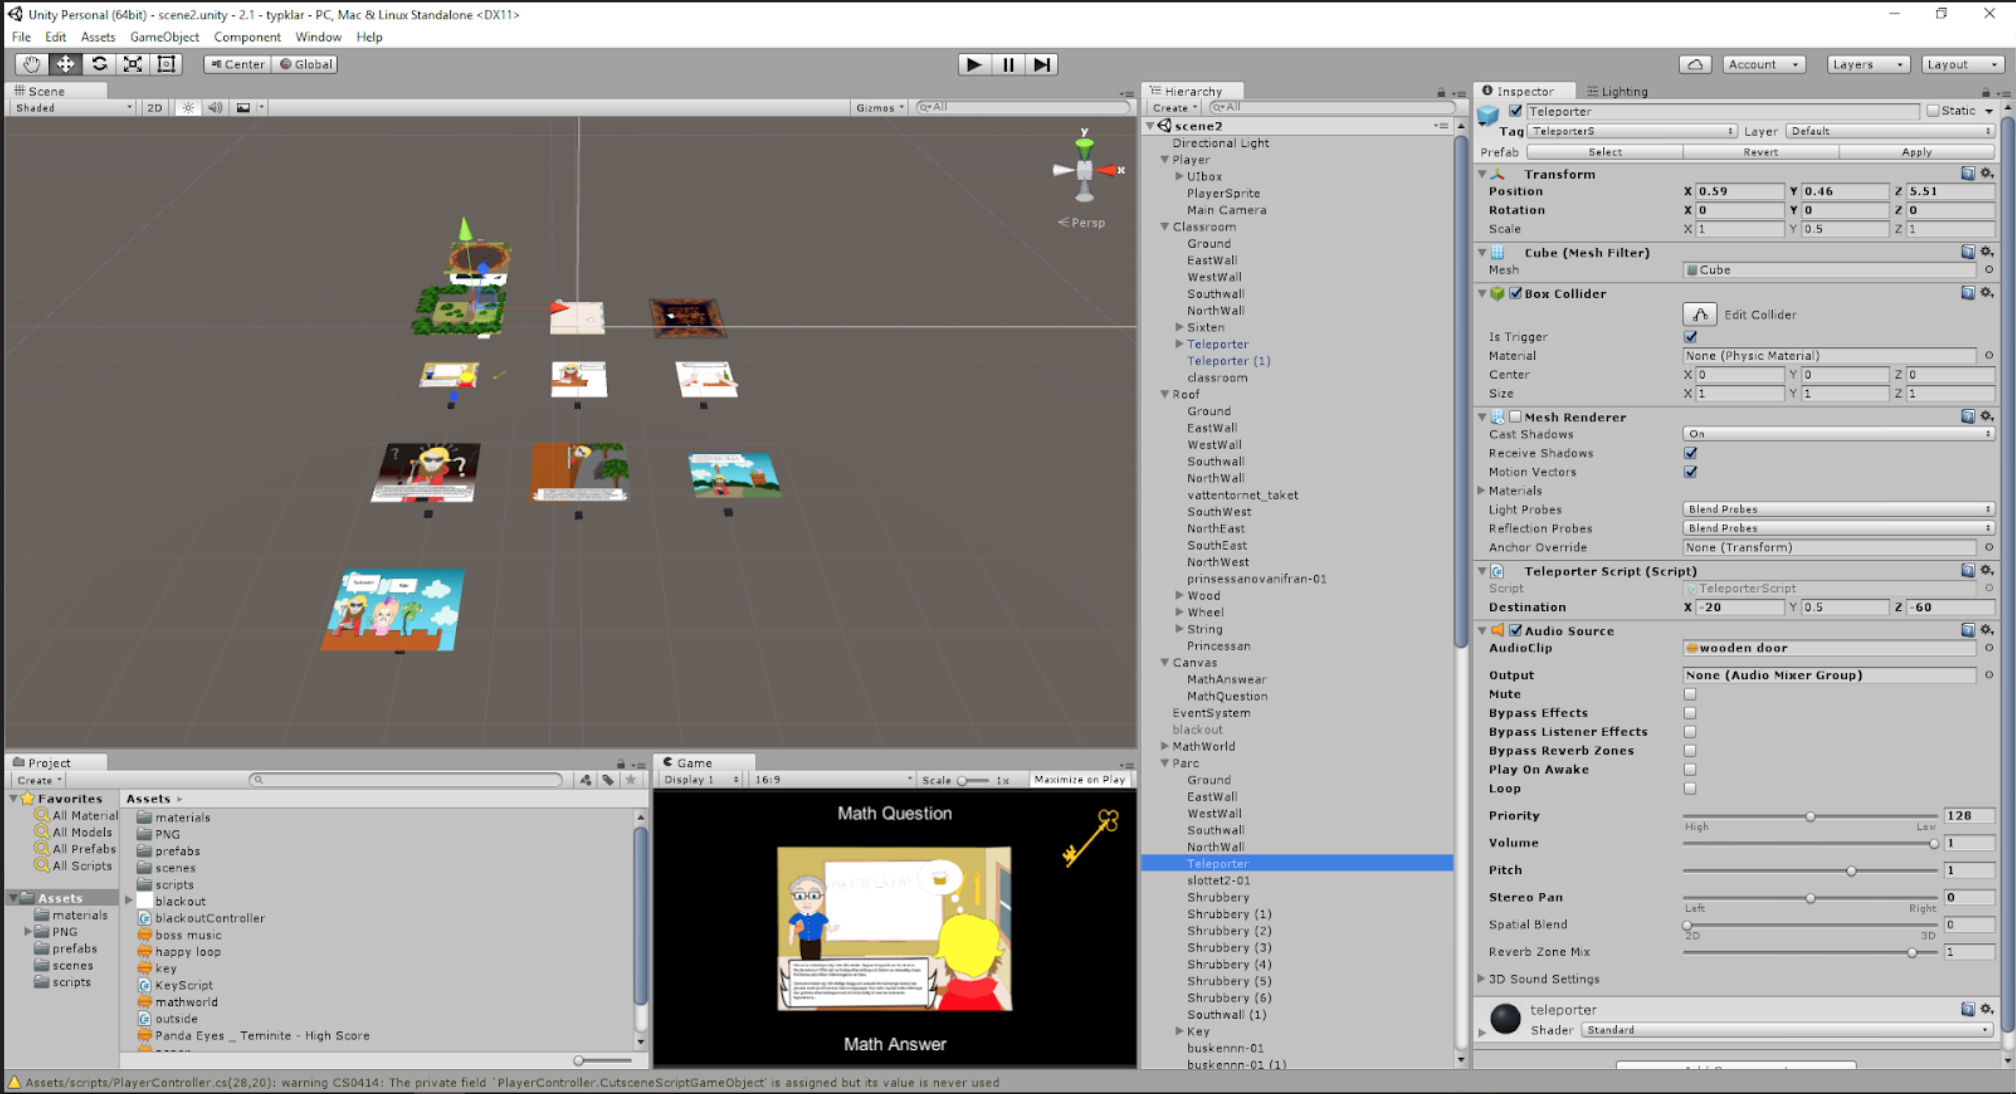 Unity Personal (64bit) - scene2.unity - 2.1 - typklar - PC, Mac & Linux Standalone <DX11>
File Edit Assets GameObject Component Window Help
Center Global
Account Layers Layout
Scene
Shaded 2D Gizmos All
y
x
Persp
Hierarchy
Create All
scene2
Directional Light
Player
UIbox
PlayerSprite
Main Camera
Classroom
Ground
EastWall
WestWall
Southwall
NorthWall
Sixten
Teleporter
Teleporter (1)
classroom
Roof
Ground
EastWall
WestWall
Southwall
NorthWall
vattentornet_taket
SouthWest
NorthEast
SouthEast
NorthWest
prinsessanovanifran-01
Wood
Wheel
String
Princessan
Canvas
MathAnswear
MathQuestion
EventSystem
blackout
MathWorld
Parc
Ground
EastWall
WestWall
Southwall
NorthWall
Teleporter
slottet2-01
Shrubbery
Shrubbery (1)
Shrubbery (2)
Shrubbery (3)
Shrubbery (4)
Shrubbery (5)
Shrubbery (6)
Southwall (1)
Key
buskennn-01
buskennn-01 (1)
Inspector Lighting
Teleporter Static
Tag TeleporterS Layer Default
Prefab Select Revert Apply
Transform
Position X 0.59 Y 0.46 Z 5.51
Rotation X 0 Y 0 Z 0
Scale X 1 Y 0.5 Z 1
Cube (Mesh Filter)
Mesh Cube
Box Collider
Edit Collider
Is Trigger
Material None (Physic Material)
Center X 0 Y 0 Z 0
Size X 1 Y 1 Z 1
Mesh Renderer
Cast Shadows On
Receive Shadows
Motion Vectors
Materials
Light Probes Blend Probes
Reflection Probes Blend Probes
Anchor Override None (Transform)
Teleporter Script (Script)
Script TeleporterScript
Destination X -20 Y 0.5 Z -60
Audio Source
AudioClip wooden door
Output None (Audio Mixer Group)
Mute
Bypass Effects
Bypass Listener Effects
Bypass Reverb Zones
Play On Awake
Loop
Priority 128
High Low
Volume 1
Pitch 1
Stereo Pan 0
Left Right
Spatial Blend 0
2D 3D
Reverb Zone Mix 1
3D Sound Settings
teleporter
Shader Standard
Project
Create
Favorites
All Material
All Models
All Prefabs
All Scripts
Assets
materials
PNG
prefabs
scenes
scripts
Assets
materials
PNG
prefabs
scenes
scripts
blackout
blackoutController
boss music
happy loop
key
KeyScript
mathworld
outside
Panda Eyes _ Teminite - High Score
Game
Display 1 16:9 Scale 1x Maximize on Play
Math Question
Math Answer
Assets/scripts/PlayerController.cs(28,20): warning CS0414: The private field `PlayerController.CutsceneScriptGameObject' is assigned but its value is never used